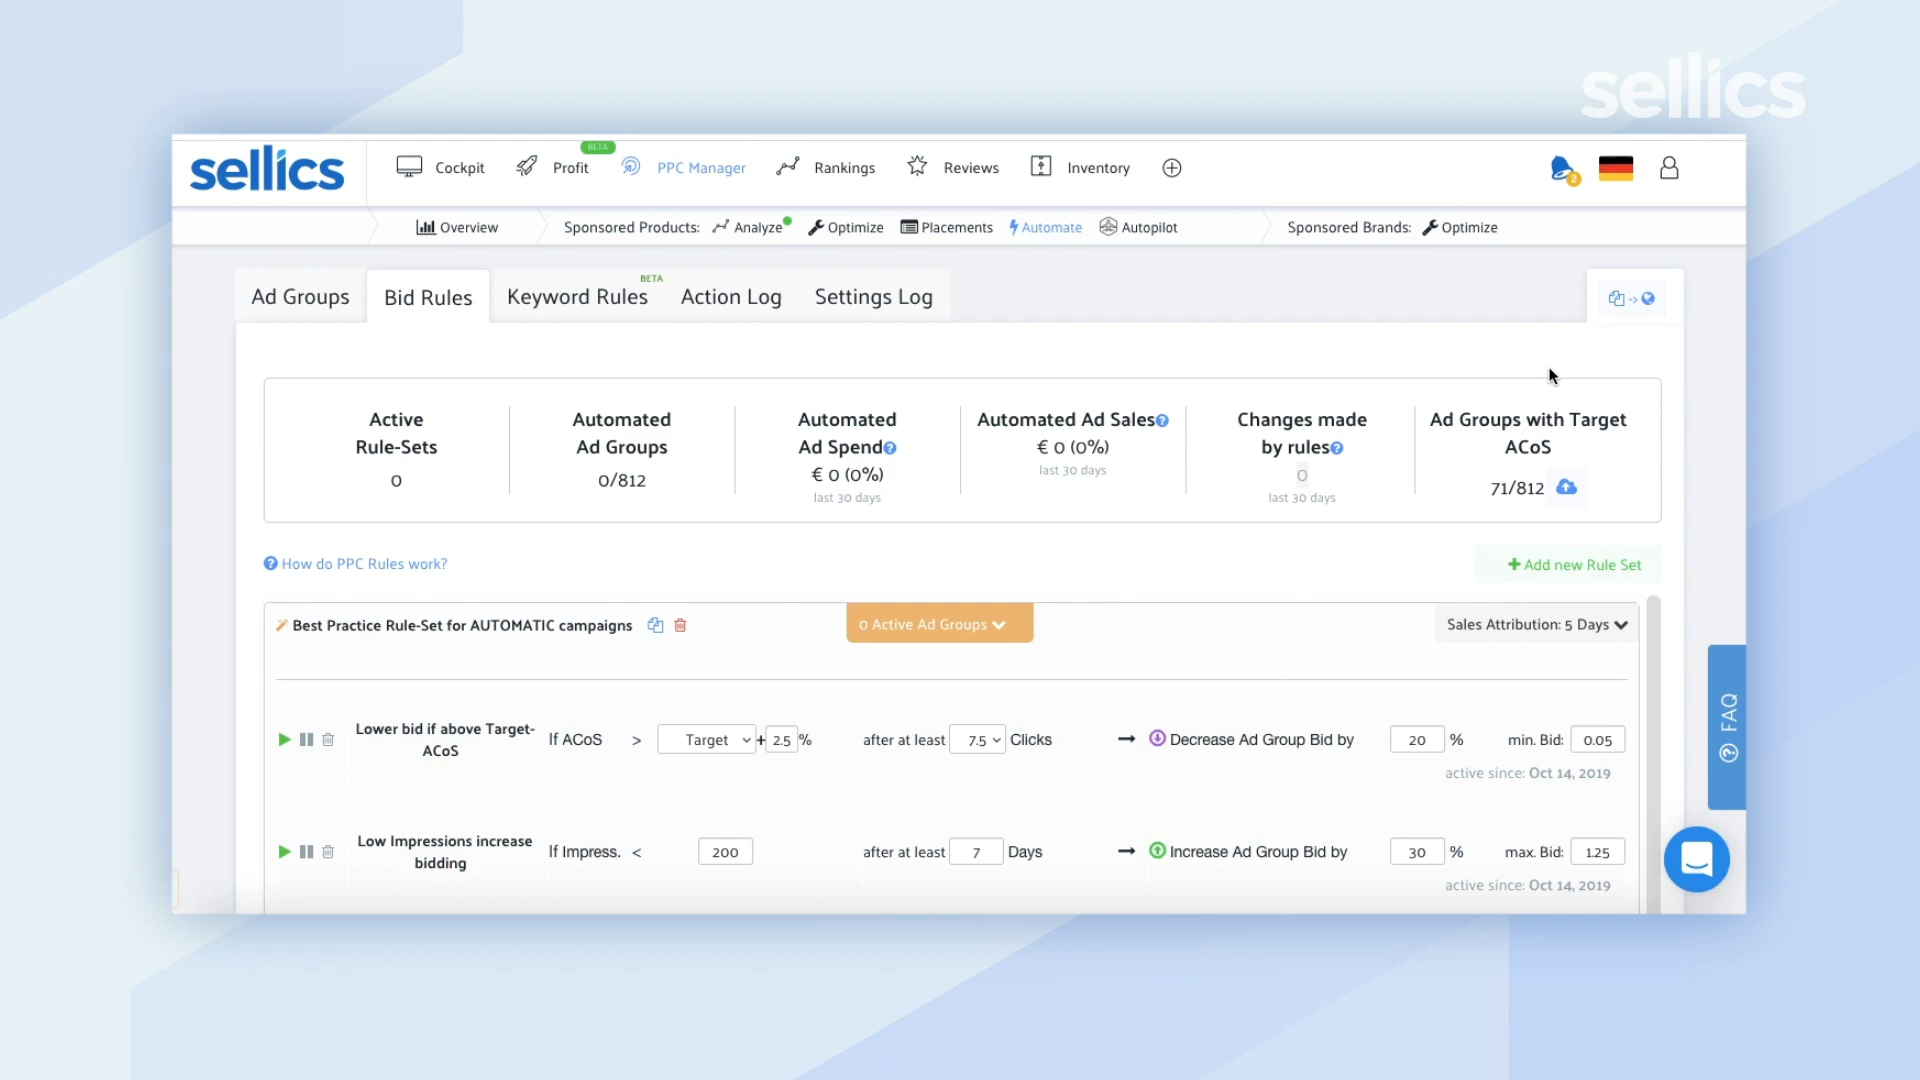 sellics
sellics
Cockpit
Profit
BETA
PPC Manager
Rankings
Reviews
Inventory
2
Overview
Sponsored Products:
Analyze
Optimize
Placements
Automate
Autopilot
Sponsored Brands:
Optimize
Ad Groups
Bid Rules
Keyword Rules
BETA
Action Log
Settings Log
->
Active
Rule-Sets
0
Automated
Ad Groups
0/812
Automated
Ad Spend
€ 0 (0%)
last 30 days
Automated Ad Sales
€ 0 (0%)
last 30 days
Changes made
by rules
0
last 30 days
Ad Groups with Target
ACoS
71/812
How do PPC Rules work?
+ Add new Rule Set
Best Practice Rule-Set for AUTOMATIC campaigns
0 Active Ad Groups
Sales Attribution: 5 Days
Lower bid if above Target-
ACoS
If ACoS > Target + 2.5 % after at least 7.5 Clicks → Decrease Ad Group Bid by 20 % min. Bid: 0.05
active since: Oct 14, 2019
Low Impressions increase
bidding
If Impress. < 200 after at least 7 Days → Increase Ad Group Bid by 30 % max. Bid: 1.25
active since: Oct 14, 2019
FAQ